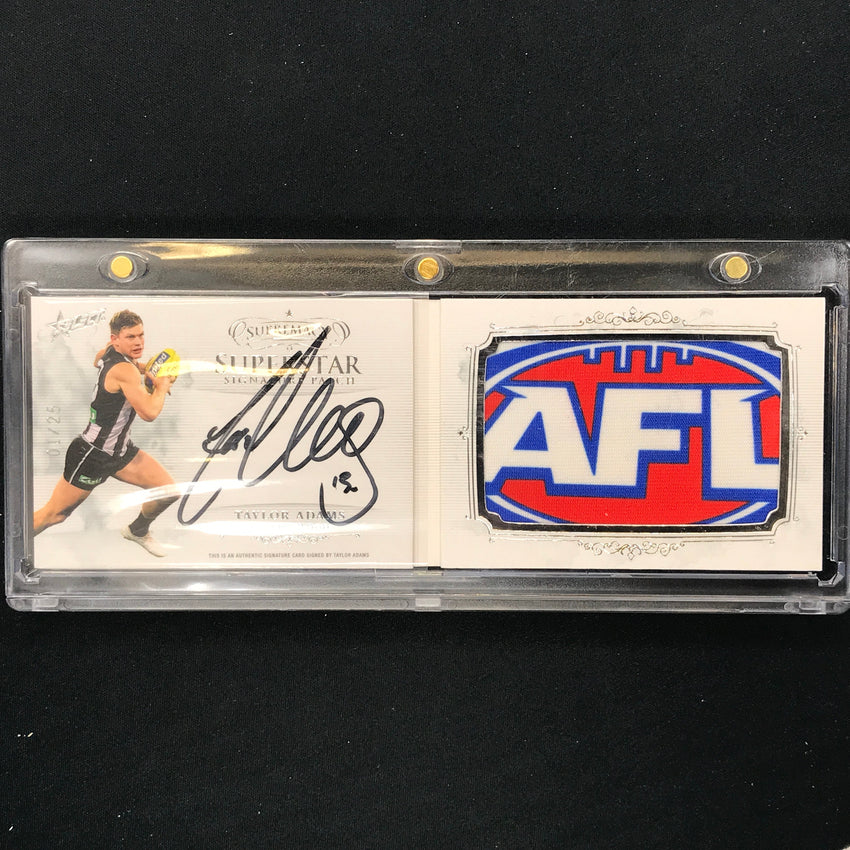 SELECT
SUPREMACY
SUPERSTAR
SIGNATURE PATCH
01/25
13
TAYLOR ADAMS
THIS IS AN AUTHENTIC SIGNATURE CARD SIGNED BY TAYLOR ADAMS
AFL